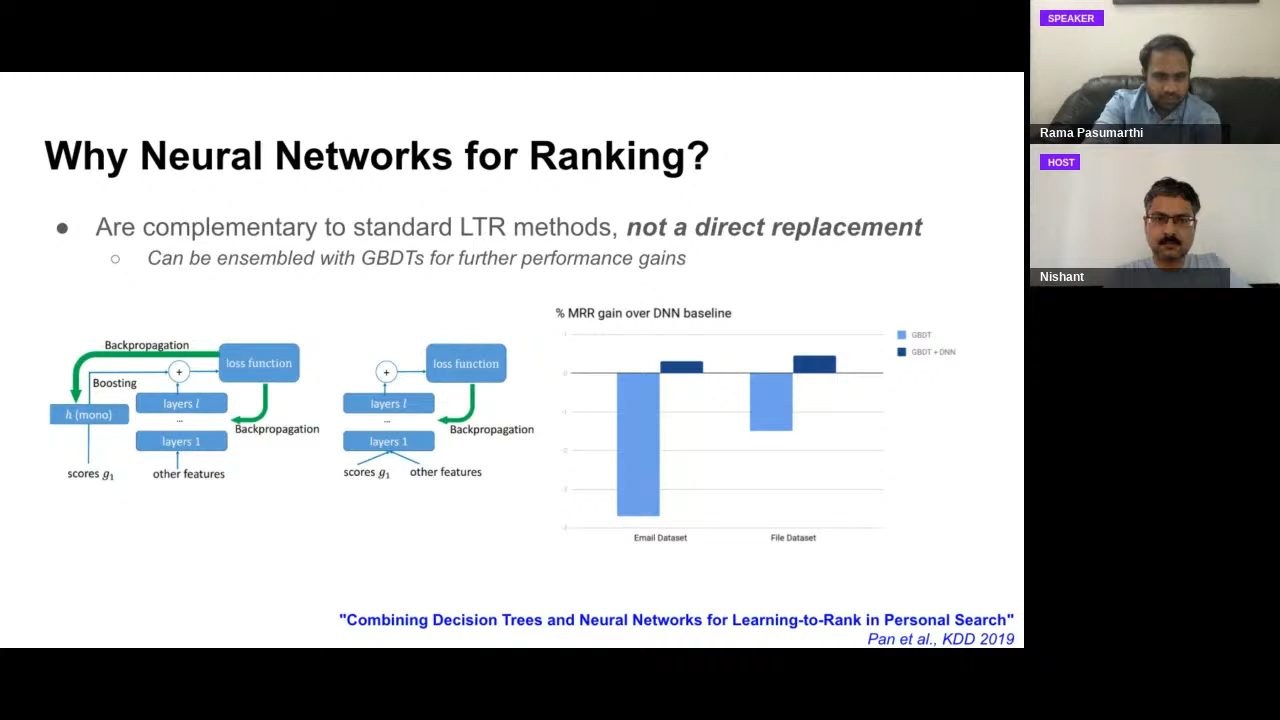 SPEAKER
Rama Pasumarthi
HOST
Nishant
Why Neural Networks for Ranking?
● Are complementary to standard LTR methods, not a direct replacement
○ Can be ensembled with GBDTs for further performance gains
Backpropagation
loss function
+
Boosting
h (mono)
layers l
...
Backpropagation
layers 1
scores g₁
other features
loss function
+
layers l
...
Backpropagation
layers 1
scores g₁
other features
% MRR gain over DNN baseline
GBDT
GBDT + DNN
Email Dataset
File Dataset
"Combining Decision Trees and Neural Networks for Learning-to-Rank in Personal Search"
Pan et al., KDD 2019